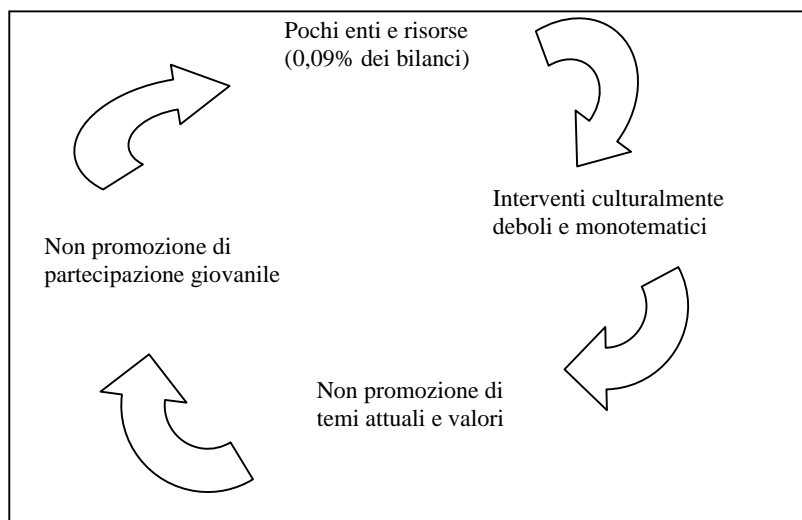 Pochi enti e risorse
(0,09% dei bilanci)
Interventi culturalmente
deboli e monotematici
Non promozione di
temi attuali e valori
Non promozione di
partecipazione giovanile